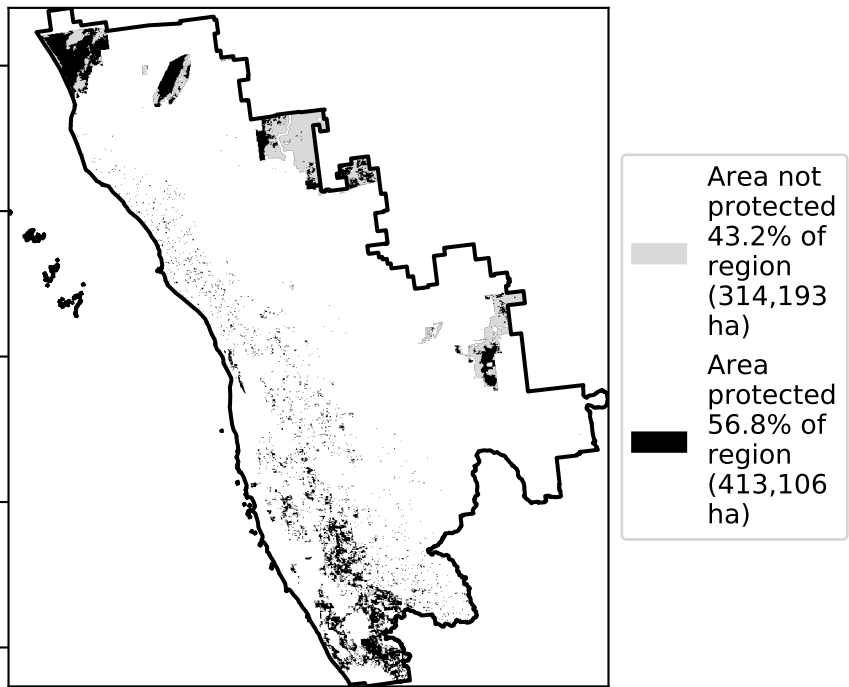 Area not
protected
43.2% of
region
(314,193
ha)
Area
protected
56.8% of
region
(413,106
ha)